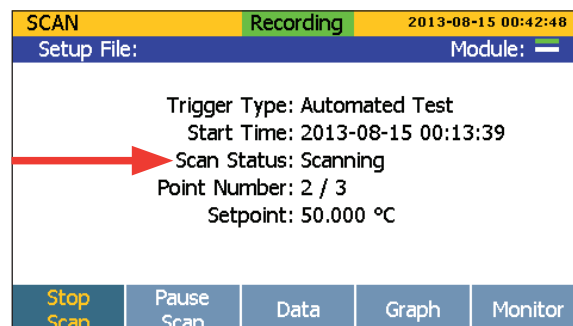 SCAN Recording 2013-08-15 00:42:48
Setup File: Module:
Trigger Type: Automated Test
Start Time: 2013-08-15 00:13:39
Scan Status: Scanning
Point Number: 2 / 3
Setpoint: 50.000 °C
Stop Scan
Pause Scan
Data
Graph
Monitor